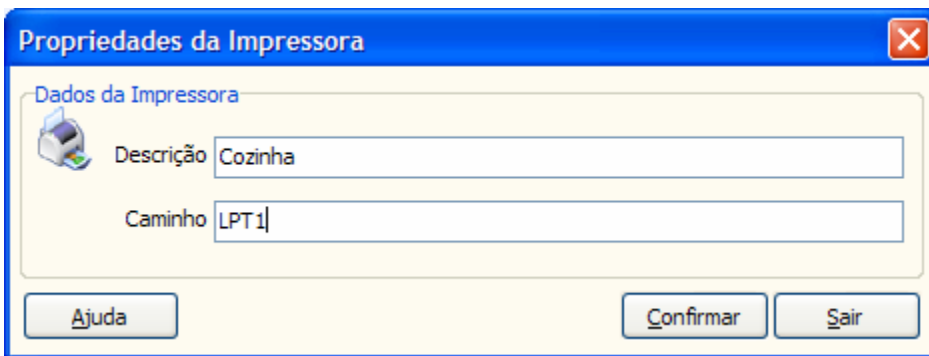 Propriedades da Impressora
Dados da Impressora
Descrição Cozinha
Caminho LPT1
Ajuda Confirmar Sair